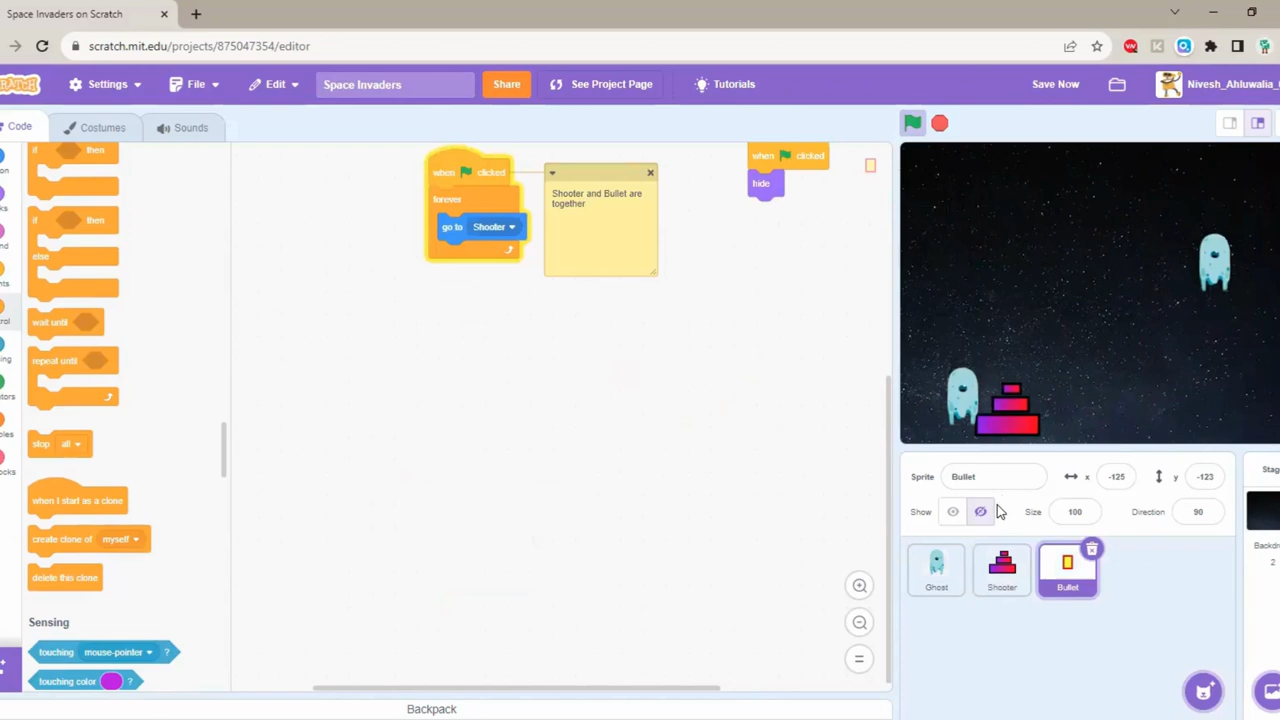 Space Invaders on Scratch
scratch.mit.edu/projects/875047354/editor
Settings File Edit Space Invaders Share See Project Page Tutorials Save Now Nivesh_Ahluwalia_
Code Costumes Sounds
if then
if then
else
wait until
repeat until
stop all
when I start as a clone
create clone of myself
delete this clone
Sensing
touching mouse-pointer ?
touching color ?
when clicked
forever
go to Shooter
Shooter and Bullet are
together
when clicked
hide
Sprite Bullet x -125 y -123
Show Size 100 Direction 90
Ghost Shooter Bullet
2
Backpack